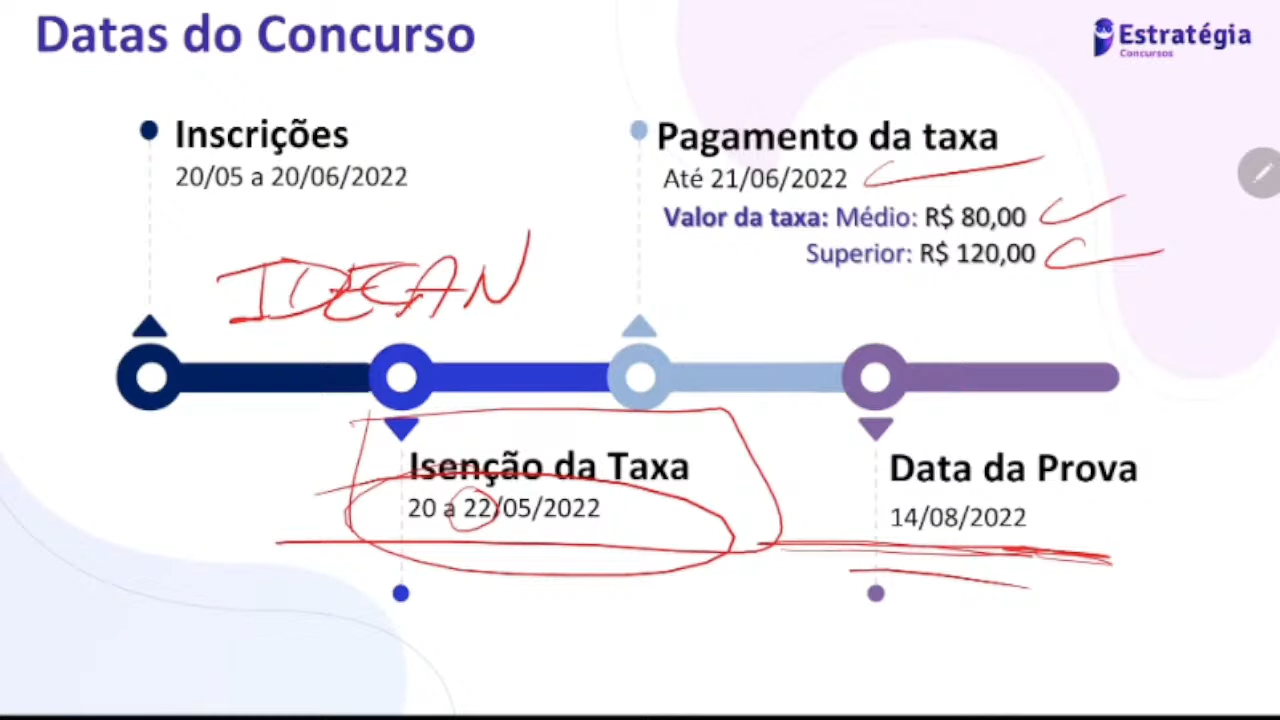 Datas do Concurso
Estratégia
Concursos
Inscrições
20/05 a 20/06/2022
Pagamento da taxa
Até 21/06/2022
Valor da taxa: Médio: R$ 80,00
Superior: R$ 120,00
IDECAN
Isenção da Taxa
20 a 22/05/2022
Data da Prova
14/08/2022